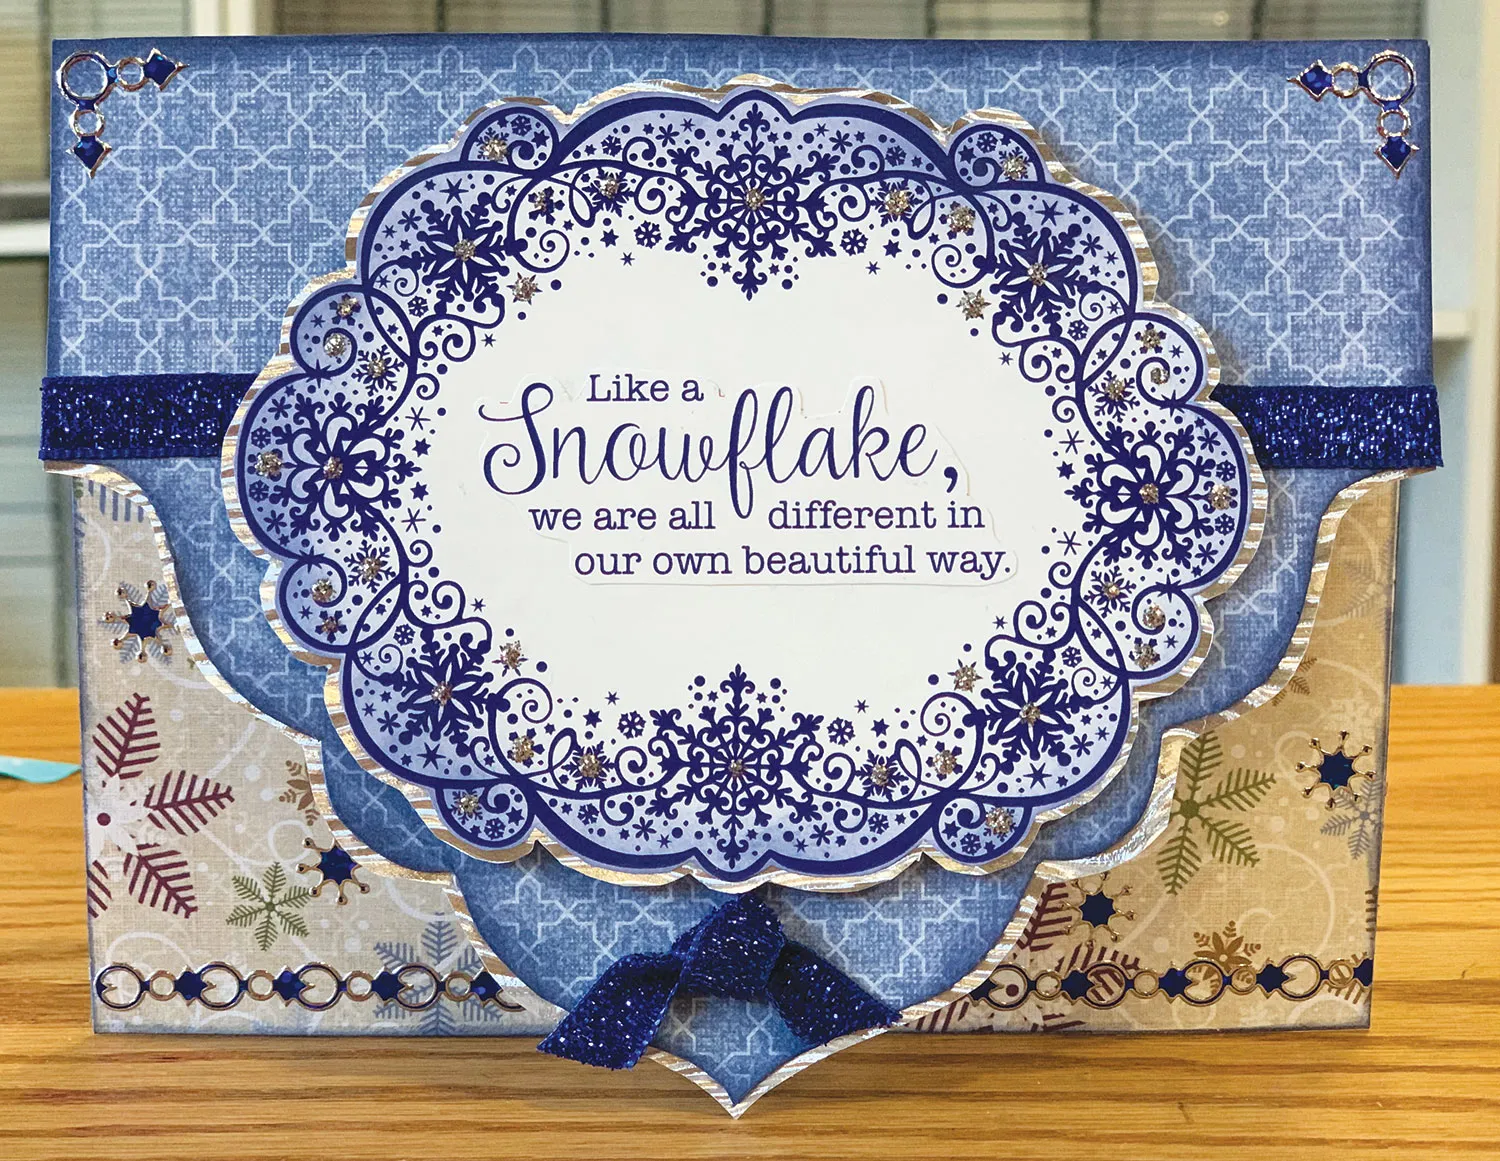 Like a
Snowflake,
we are all different in
our own beautiful way.